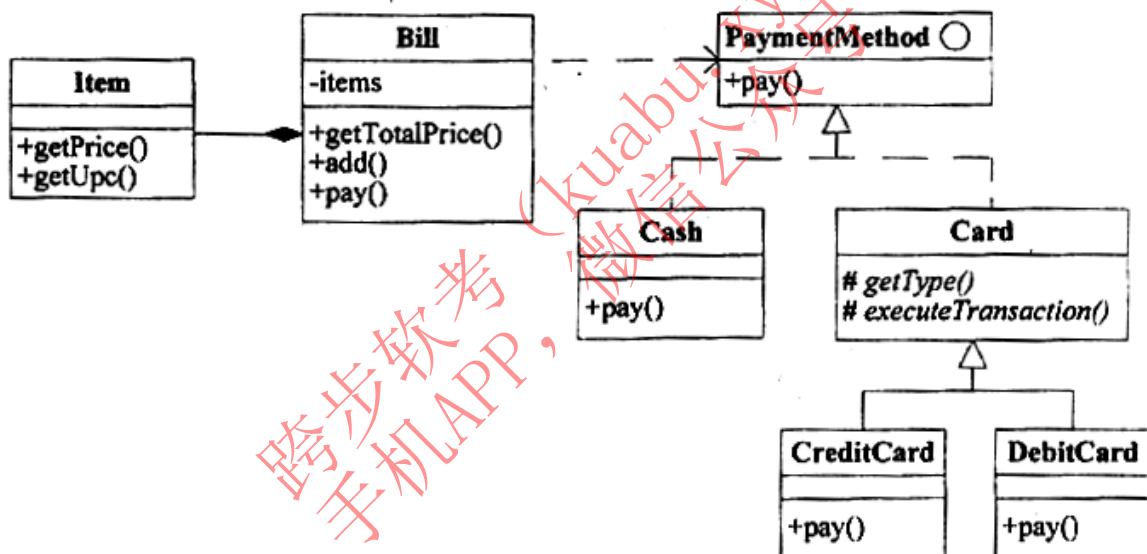 Item
+getPrice()
+getUpc()
Bill
-items
+getTotalPrice()
+add()
+pay()
PaymentMethod
+pay()
Cash
+pay()
Card
# getType()
# executeTransaction()
CreditCard
+pay()
DebitCard
+pay()
跨步软考（kuabu.xy
手机APP，微信公众号